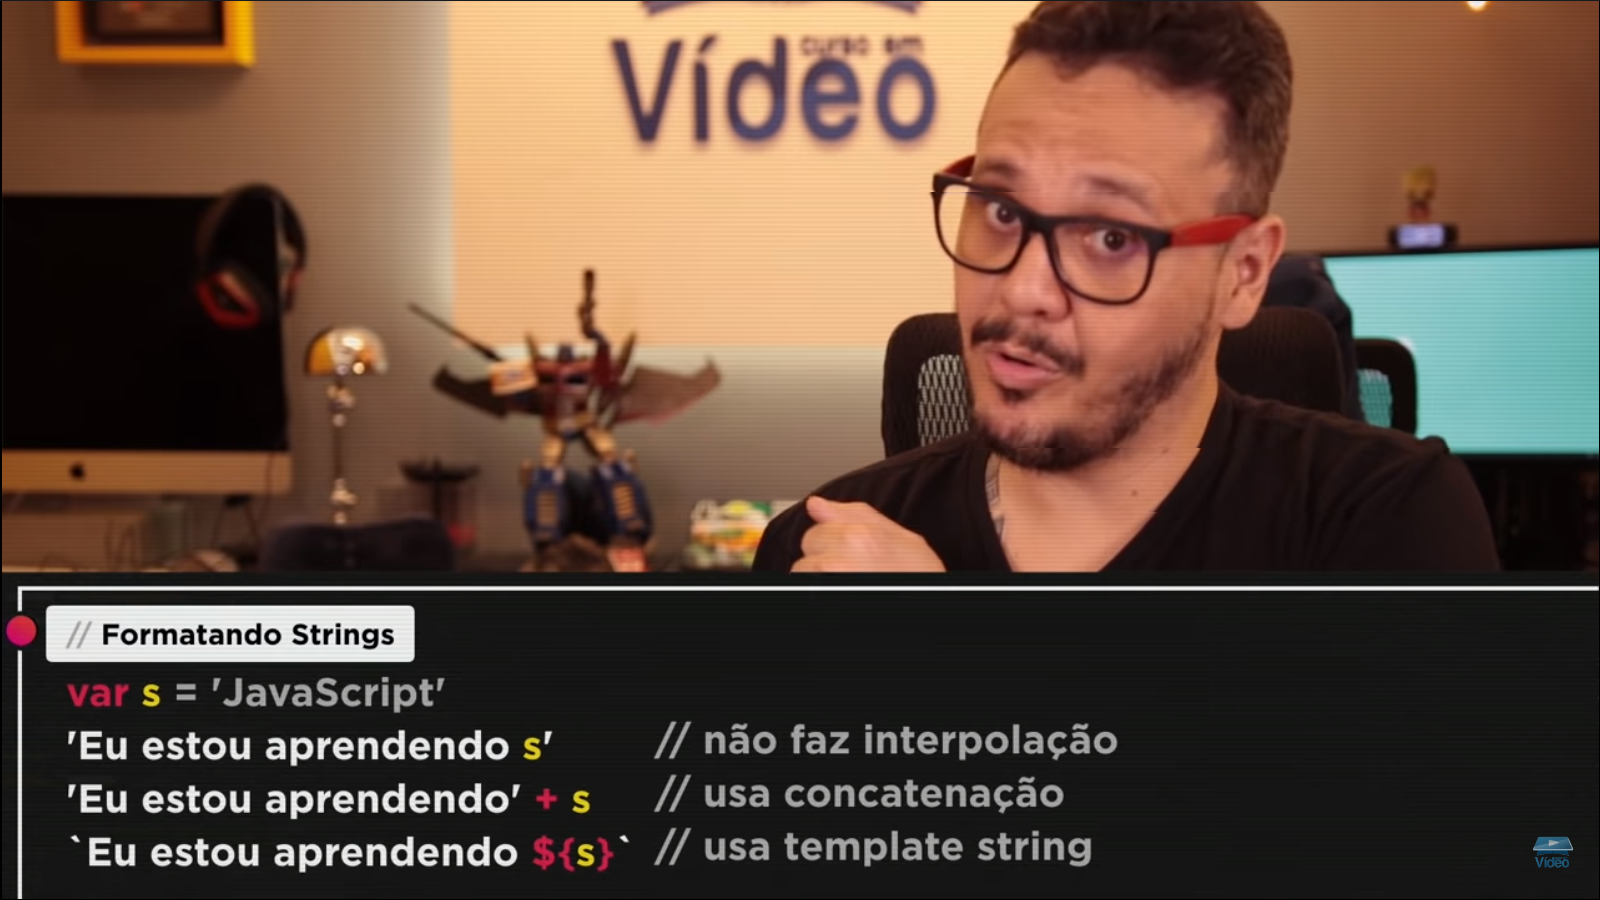 curso em
Vídeo
// Formatando Strings
var s = 'JavaScript'
'Eu estou aprendendo s' // não faz interpolação
'Eu estou aprendendo' + s // usa concatenação
`Eu estou aprendendo ${s}` // usa template string
Vídeo